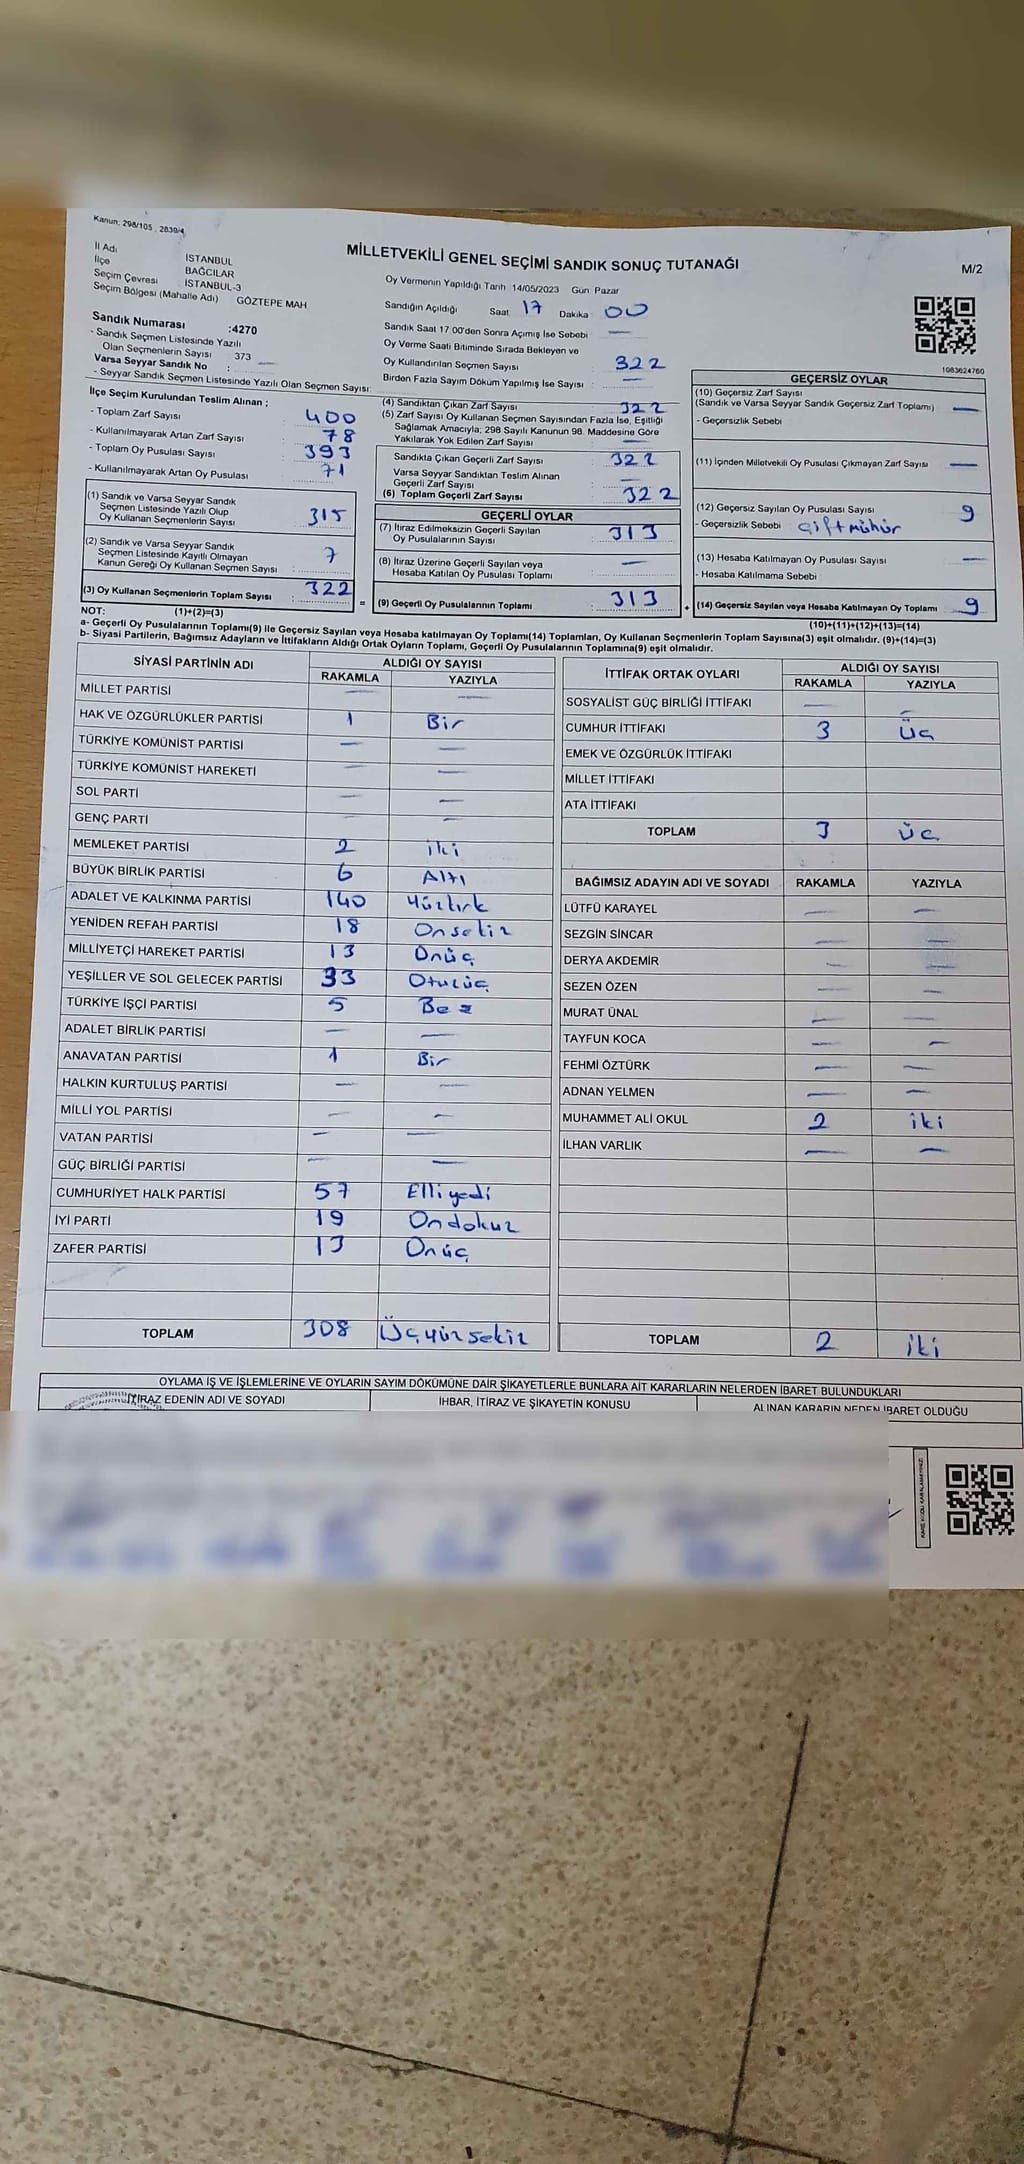 Kanun: 298/105 , 2839/4
MİLLETVEKİLİ GENEL SEÇİMİ SANDIK SONUÇ TUTANAĞI
M/2
İl Adı İSTANBUL
İlçe BAĞCILAR
Seçim Çevresi İSTANBUL-3
Seçim Bölgesi (Mahalle Adı) GÖZTEPE MAH
Sandık Numarası :4270
- Sandık Seçmen Listesinde Yazılı
Olan Seçmenlerin Sayısı : 373
Varsa Seyyar Sandık No : —
- Seyyar Sandık Seçmen Listesinde Yazılı Olan Seçmen Sayısı:
Oy Vermenin Yapıldığı Tarih 14/05/2023 Gün: Pazar
Sandığın Açıldığı Saat 17 Dakika 00
Sandık Saat 17.00'den Sonra Açımış İse Sebebi —
Oy Verme Saati Bitiminde Sırada Bekleyen ve
Oy Kullandırılan Seçmen Sayısı : 322
Birden Fazla Sayım Döküm Yapılmış İse Sayısı : —
1083624760
İlçe Seçim Kurulundan Teslim Alınan :
- Toplam Zarf Sayısı : 400
- Kullanılmayarak Artan Zarf Sayısı : 78
- Toplam Oy Pusulası Sayısı : 393
- Kullanılmayarak Artan Oy Pusulası : 71
(1) Sandık ve Varsa Seyyar Sandık
Seçmen Listesinde Yazılı Olup
Oy Kullanan Seçmenlerin Sayısı : 315
(2) Sandık ve Varsa Seyyar Sandık
Seçmen Listesinde Kayıtlı Olmayan
Kanun Gereği Oy Kullanan Seçmen Sayısı : 7
(3) Oy Kullanan Seçmenlerin Toplam Sayısı : 322
(4) Sandıktan Çıkan Zarf Sayısı : 322
(5) Zarf Sayısı Oy Kullanan Seçmen Sayısından Fazla İse, Eşitliği
Sağlamak Amacıyla; 298 Sayılı Kanunun 98. Maddesine Göre
Yakılarak Yok Edilen Zarf Sayısı : —
Sandıkta Çıkan Geçerli Zarf Sayısı : 322
Varsa Seyyar Sandıktan Teslim Alınan
Geçerli Zarf Sayısı : —
(6) Toplam Geçerli Zarf Sayısı : 322
GEÇERLİ OYLAR
(7) İtiraz Edilmeksizin Geçerli Sayılan
Oy Pusulalarının Sayısı : 313
(8) İtiraz Üzerine Geçerli Sayılan veya
Hesaba Katılan Oy Pusulası Toplamı : —
= (9) Geçerli Oy Pusulalarının Toplamı : 313
GEÇERSİZ OYLAR
(10) Geçersiz Zarf Sayısı
(Sandık ve Varsa Seyyar Sandık Geçersiz Zarf Toplamı) : —
- Geçersizlik Sebebi
(11) İçinden Milletvekili Oy Pusulası Çıkmayan Zarf Sayısı : —
(12) Geçersiz Sayılan Oy Pusulası Sayısı : 9
- Geçersizlik Sebebi çiftmühür
(13) Hesaba Katılmayan Oy Pusulası Sayısı : —
- Hesaba Katılmama Sebebi
+ (14) Geçersiz Sayılan veya Hesaba Katılmayan Oy Toplamı : 9
NOT: (1)+(2)=(3) (10)+(11)+(12)+(13)=(14)
a- Geçerli Oy Pusulalarının Toplamı(9) ile Geçersiz Sayılan veya Hesaba katılmayan Oy Toplamı(14) Toplamları, Oy Kullanan Seçmenlerin Toplam Sayısına(3) eşit olmalıdır. (9)+(14)=(3)
b- Siyasi Partilerin, Bağımsız Adayların ve İttifakların Aldığı Ortak Oyların Toplamı, Geçerli Oy Pusulalarının Toplamına(9) eşit olmalıdır.
SİYASİ PARTİNİN ADI ALDIĞI OY SAYISI
RAKAMLA YAZIYLA
MİLLET PARTİSİ — —
HAK VE ÖZGÜRLÜKLER PARTİSİ 1 Bir
TÜRKİYE KOMÜNİST PARTİSİ — —
TÜRKİYE KOMÜNİST HAREKETİ — —
SOL PARTİ — —
GENÇ PARTİ — —
MEMLEKET PARTİSİ 2 iki
BÜYÜK BİRLİK PARTİSİ 6 Altı
ADALET VE KALKINMA PARTİSİ 140 Yüzkırk
YENİDEN REFAH PARTİSİ 18 Onsekiz
MİLLİYETÇİ HAREKET PARTİSİ 13 Onüç
YEŞİLLER VE SOL GELECEK PARTİSİ 33 Otuzüç
TÜRKİYE İŞÇİ PARTİSİ 5 Beş
ADALET BİRLİK PARTİSİ — —
ANAVATAN PARTİSİ 1 Bir
HALKIN KURTULUŞ PARTİSİ — —
MİLLİ YOL PARTİSİ — —
VATAN PARTİSİ — —
GÜÇ BİRLİĞİ PARTİSİ — —
CUMHURİYET HALK PARTİSİ 57 Elliyedi
İYİ PARTİ 19 Ondokuz
ZAFER PARTİSİ 13 Onüç
TOPLAM 308 Üçyüzsekiz
İTTİFAK ORTAK OYLARI ALDIĞI OY SAYISI
RAKAMLA YAZIYLA
SOSYALİST GÜÇ BİRLİĞİ İTTİFAKI — —
CUMHUR İTTİFAKI 3 Üç
EMEK VE ÖZGÜRLÜK İTTİFAKI
MİLLET İTTİFAKI
ATA İTTİFAKI
TOPLAM 3 Üç
BAĞIMSIZ ADAYIN ADI VE SOYADI RAKAMLA YAZIYLA
LÜTFÜ KARAYEL — —
SEZGİN SİNCAR — —
DERYA AKDEMİR — —
SEZEN ÖZEN — —
MURAT ÜNAL — —
TAYFUN KOCA — —
FEHMİ ÖZTÜRK — —
ADNAN YELMEN — —
MUHAMMET ALİ OKUL 2 iki
İLHAN VARLIK — —
TOPLAM 2 iki
OYLAMA İŞ VE İŞLEMLERİNE VE OYLARIN SAYIM DÖKÜMÜNE DAİR ŞİKAYETLERLE BUNLARA AİT KARARLARIN NELERDEN İBARET BULUNDUKLARI
İTİRAZ EDENİN ADI VE SOYADI IHBAR, İTİRAZ VE ŞİKAYETİN KONUSU ALINAN KARARIN NEDEN İBARET OLDUĞU